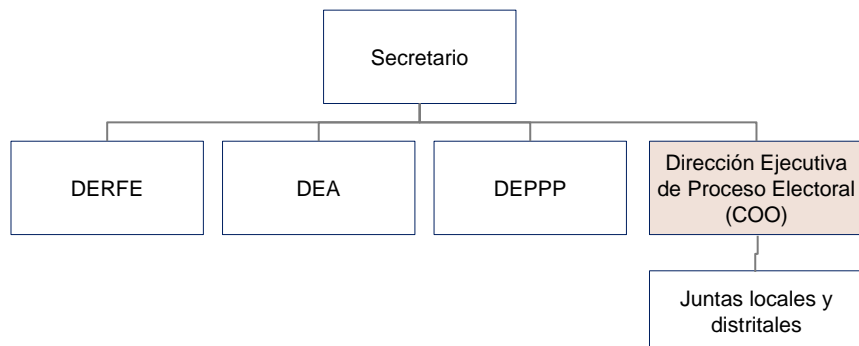 Secretario
DERFE
DEA
DEPPP
Dirección Ejecutiva
de Proceso Electoral
(COO)
Juntas locales y
distritales